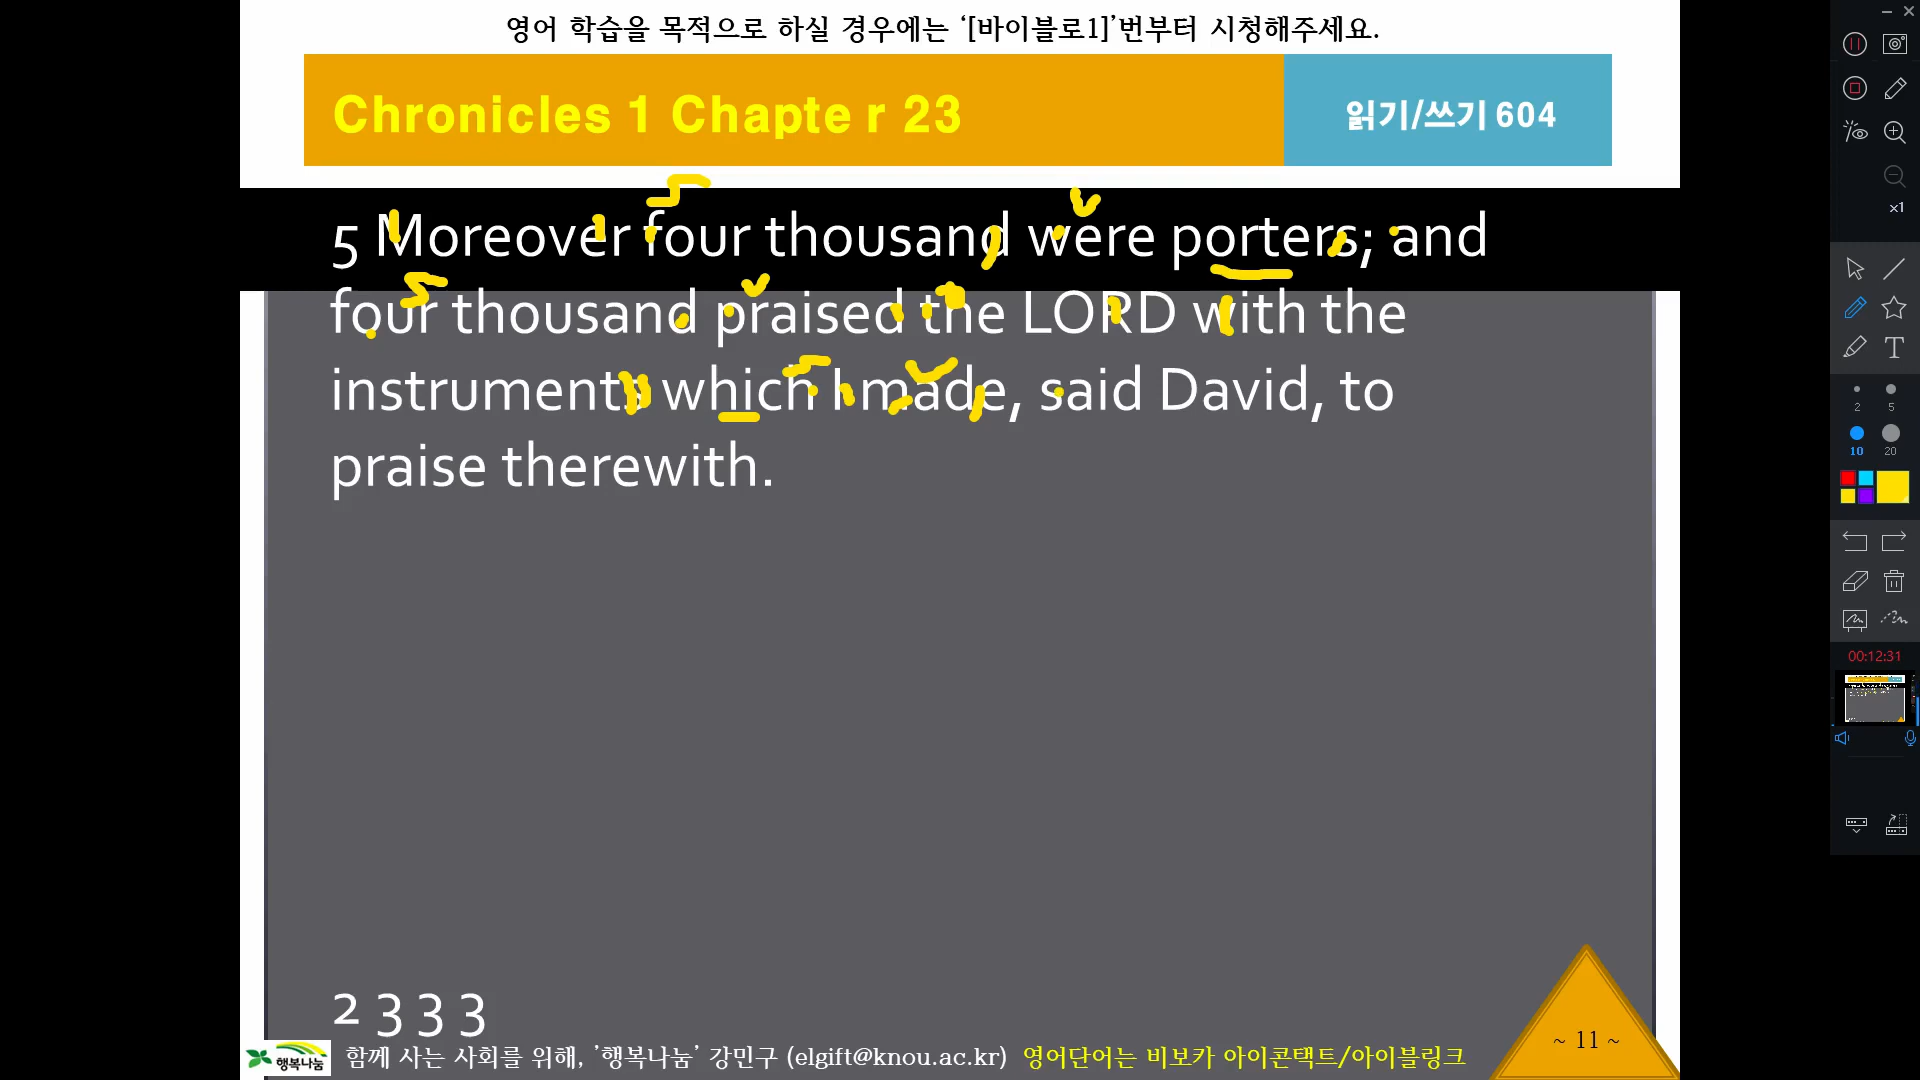 영어 학습을 목적으로 하실 경우에는 ‘[바이블로1]’번부터 시청해주세요.
Chronicles 1 Chapte r 23
읽기/쓰기 604
5 Moreover four thousand were porters; and
four thousand praised the LORD with the
instruments which I made, said David, to
praise therewith.
2 3 3 3
~ 11 ~
행복나눔
함께 사는 사회를 위해, ’행복나눔’ 강민구 (elgift@knou.ac.kr) 영어단어는 비보카 아이콘택트/아이블링크
x1
T
2 5
10 20
00:12:31